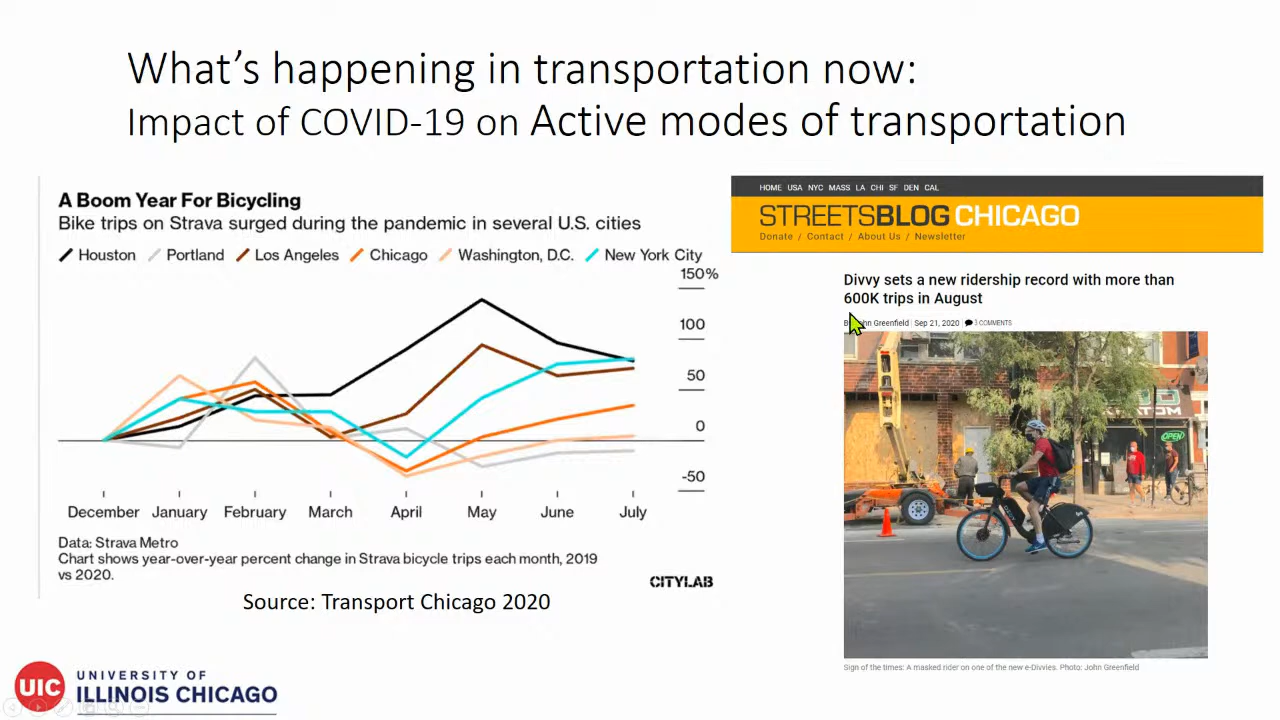 What's happening in transportation now:
Impact of COVID-19 on Active modes of transportation
A Boom Year For Bicycling
Bike trips on Strava surged during the pandemic in several U.S. cities
Houston Portland Los Angeles Chicago Washington, D.C. New York City
150%
100
50
0
-50
December January February March April May June July
Data: Strava Metro
Chart shows year-over-year percent change in Strava bicycle trips each month, 2019
vs 2020.
CITYLAB
Source: Transport Chicago 2020
HOME USA NYC MASS LA CHI SF DEN CAL
STREETSBLOG CHICAGO
Donate / Contact / About Us / Newsletter
Divvy sets a new ridership record with more than
600K trips in August
Greenfield | Sep 21, 2020 | 3 COMMENTS
OPEN
Sign of the times: A masked rider on one of the new e-Divvies. Photo: John Greenfield
UIC
UNIVERSITY OF
ILLINOIS CHICAGO